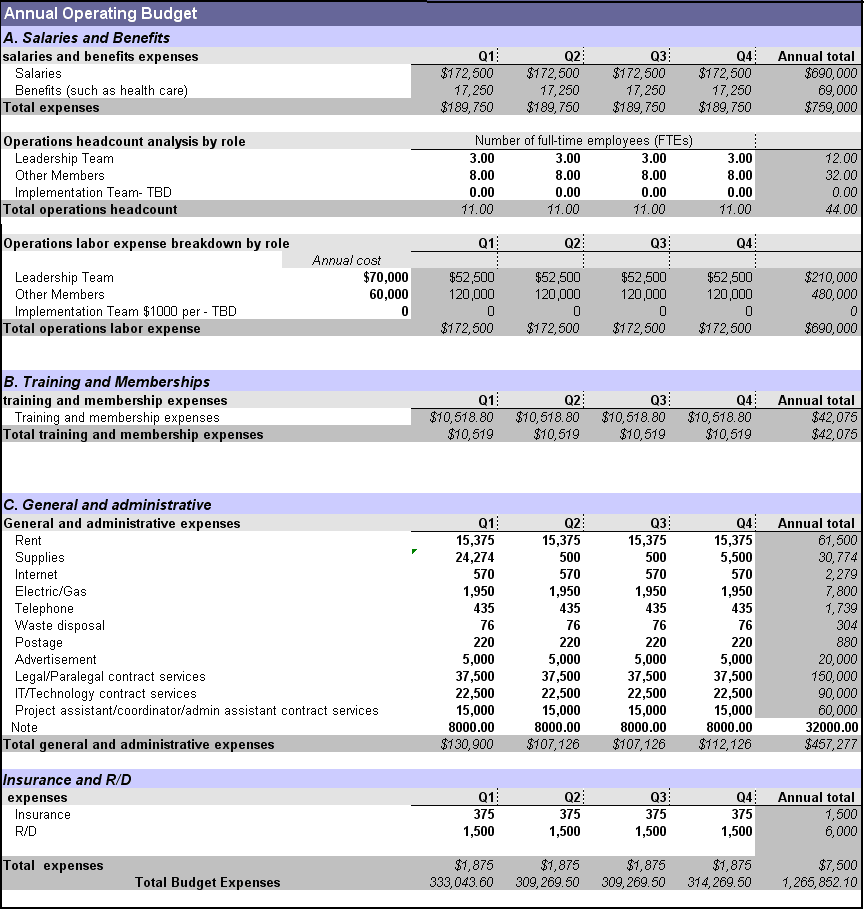 Annual Operating Budget
A. Salaries and Benefits
salaries and benefits expenses Q1 Q2 Q3 Q4 Annual total
Salaries $172,500 $172,500 $172,500 $172,500 $690,000
Benefits (such as health care) 17,250 17,250 17,250 17,250 69,000
Total expenses $189,750 $189,750 $189,750 $189,750 $759,000
Operations headcount analysis by role Number of full-time employees (FTEs)
Leadership Team 3.00 3.00 3.00 3.00 12.00
Other Members 8.00 8.00 8.00 8.00 32.00
Implementation Team- TBD 0.00 0.00 0.00 0.00 0.00
Total operations headcount 11.00 11.00 11.00 11.00 44.00
Operations labor expense breakdown by role Q1 Q2 Q3 Q4
Annual cost
Leadership Team $70,000 $52,500 $52,500 $52,500 $52,500 $210,000
Other Members 60,000 120,000 120,000 120,000 120,000 480,000
Implementation Team $1000 per - TBD 0 0 0 0 0 0
Total operations labor expense $172,500 $172,500 $172,500 $172,500 $690,000
B. Training and Memberships
training and membership expenses Q1 Q2 Q3 Q4 Annual total
Training and membership expenses $10,518.80 $10,518.80 $10,518.80 $10,518.80 $42,075
Total training and membership expenses $10,519 $10,519 $10,519 $10,519 $42,075
C. General and administrative
General and administrative expenses Q1 Q2 Q3 Q4 Annual total
Rent 15,375 15,375 15,375 15,375 61,500
Supplies 24,274 500 500 5,500 30,774
Internet 570 570 570 570 2,279
Electric/Gas 1,950 1,950 1,950 1,950 7,800
Telephone 435 435 435 435 1,739
Waste disposal 76 76 76 76 304
Postage 220 220 220 220 880
Advertisement 5,000 5,000 5,000 5,000 20,000
Legal/Paralegal contract services 37,500 37,500 37,500 37,500 150,000
IT/Technology contract services 22,500 22,500 22,500 22,500 90,000
Project assistant/coordinator/admin assistant contract services 15,000 15,000 15,000 15,000 60,000
Note 8000.00 8000.00 8000.00 8000.00 32000.00
Total general and administrative expenses $130,900 $107,126 $107,126 $112,126 $457,277
Insurance and R/D
expenses Q1 Q2 Q3 Q4 Annual total
Insurance 375 375 375 375 1,500
R/D 1,500 1,500 1,500 1,500 6,000
Total expenses $1,875 $1,875 $1,875 $1,875 $7,500
Total Budget Expenses 333,043.60 309,269.50 309,269.50 314,269.50 1,265,852.10